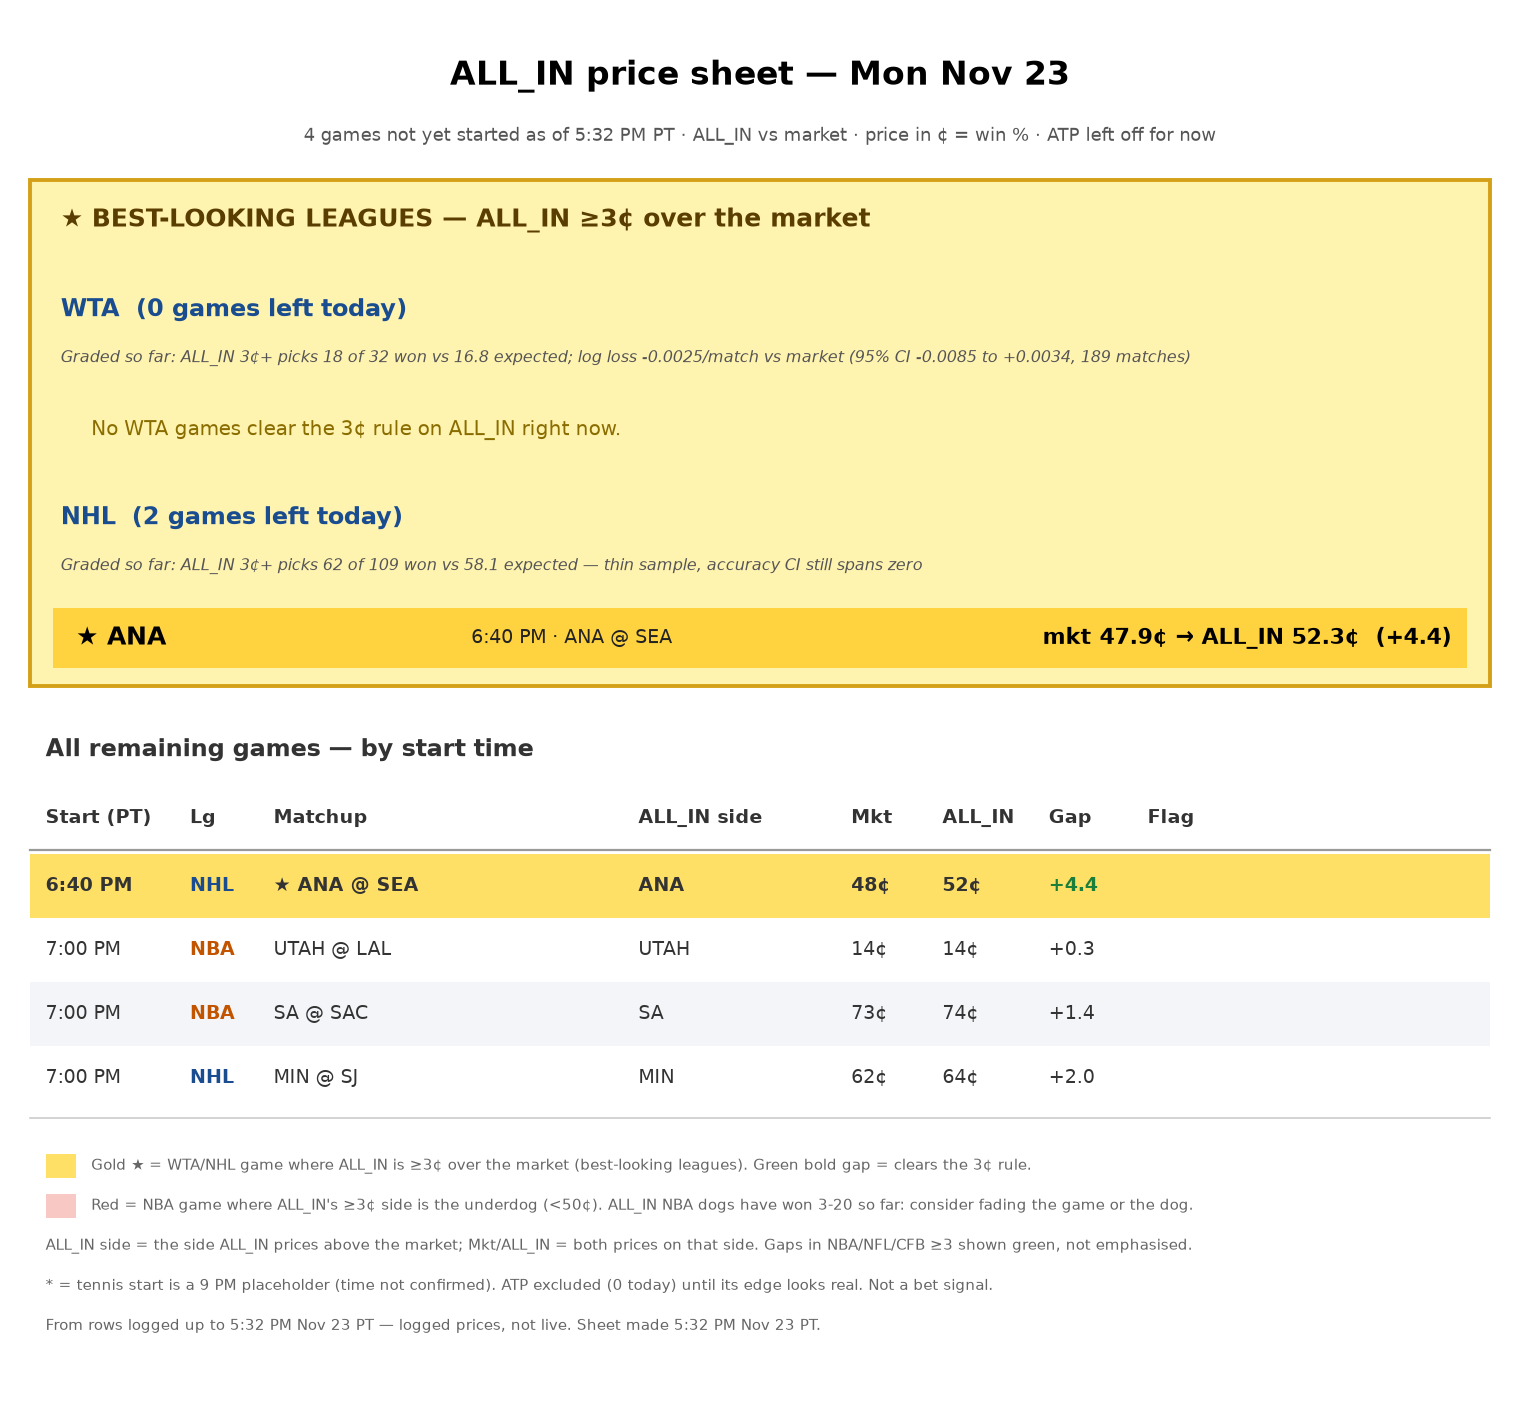 ALL_IN price sheet — Mon Nov 23
4 games not yet started as of 5:32 PM PT · ALL_IN vs market · price in ¢ = win % · ATP left off for now
★ BEST-LOOKING LEAGUES — ALL_IN ≥3¢ over the market
WTA (0 games left today)
Graded so far: ALL_IN 3¢+ picks 18 of 32 won vs 16.8 expected; log loss -0.0025/match vs market (95% CI -0.0085 to +0.0034, 189 matches)
No WTA games clear the 3¢ rule on ALL_IN right now.
NHL (2 games left today)
Graded so far: ALL_IN 3¢+ picks 62 of 109 won vs 58.1 expected — thin sample, accuracy CI still spans zero
★ ANA 6:40 PM · ANA @ SEA mkt 47.9¢ → ALL_IN 52.3¢ (+4.4)
All remaining games — by start time
Start (PT) Lg Matchup ALL_IN side Mkt ALL_IN Gap Flag
6:40 PM NHL ★ ANA @ SEA ANA 48¢ 52¢ +4.4
7:00 PM NBA UTAH @ LAL UTAH 14¢ 14¢ +0.3
7:00 PM NBA SA @ SAC SA 73¢ 74¢ +1.4
7:00 PM NHL MIN @ SJ MIN 62¢ 64¢ +2.0
Gold ★ = WTA/NHL game where ALL_IN is ≥3¢ over the market (best-looking leagues). Green bold gap = clears the 3¢ rule.
Red = NBA game where ALL_IN's ≥3¢ side is the underdog (<50¢). ALL_IN NBA dogs have won 3-20 so far: consider fading the game or the dog.
ALL_IN side = the side ALL_IN prices above the market; Mkt/ALL_IN = both prices on that side. Gaps in NBA/NFL/CFB ≥3 shown green, not emphasised.
* = tennis start is a 9 PM placeholder (time not confirmed). ATP excluded (0 today) until its edge looks real. Not a bet signal.
From rows logged up to 5:32 PM Nov 23 PT — logged prices, not live. Sheet made 5:32 PM Nov 23 PT.